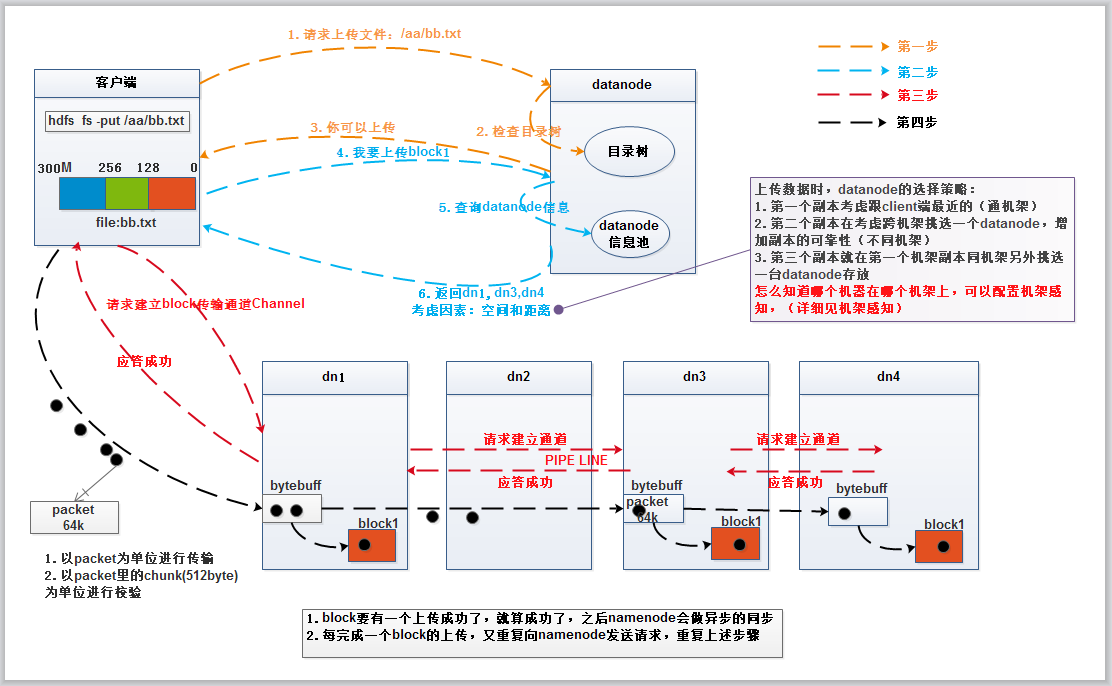 1. 请求上传文件：/aa/bb.txt
第一步
第二步
第三步
第四步
客户端
hdfs fs -put /aa/bb.txt
300M 256 128 0
file:bb.txt
datanode
2. 检查目录树
目录树
3. 你可以上传
4. 我要上传block1
5. 查询datanode信息
datanode
信息池
6. 返回dn1, dn3,dn4
考虑因素：空间和距离
上传数据时，datanode的选择策略：
1. 第一个副本考虑跟client端最近的（通机架）
2. 第二个副本在考虑跨机架挑选一个datanode，增
加副本的可靠性（不同机架）
3. 第三个副本就在第一个机架副本同机架另外挑选
一台datanode存放
怎么知道哪个机器在哪个机架上，可以配置机架感
知，（详细见机架感知）
请求建立block传输通道Channel
应答成功
dn1
dn2
dn3
dn4
请求建立通道
PIPE LINE
应答成功
请求建立通道
应答成功
bytebuff
block1
bytebuff
packet
64k
block1
bytebuff
block1
packet
64k
1. 以packet为单位进行传输
2. 以packet里的chunk(512byte)
为单位进行校验
1. block要有一个上传成功了，就算成功了，之后namenode会做异步的同步
2. 每完成一个block的上传，又重复向namenode发送请求，重复上述步骤